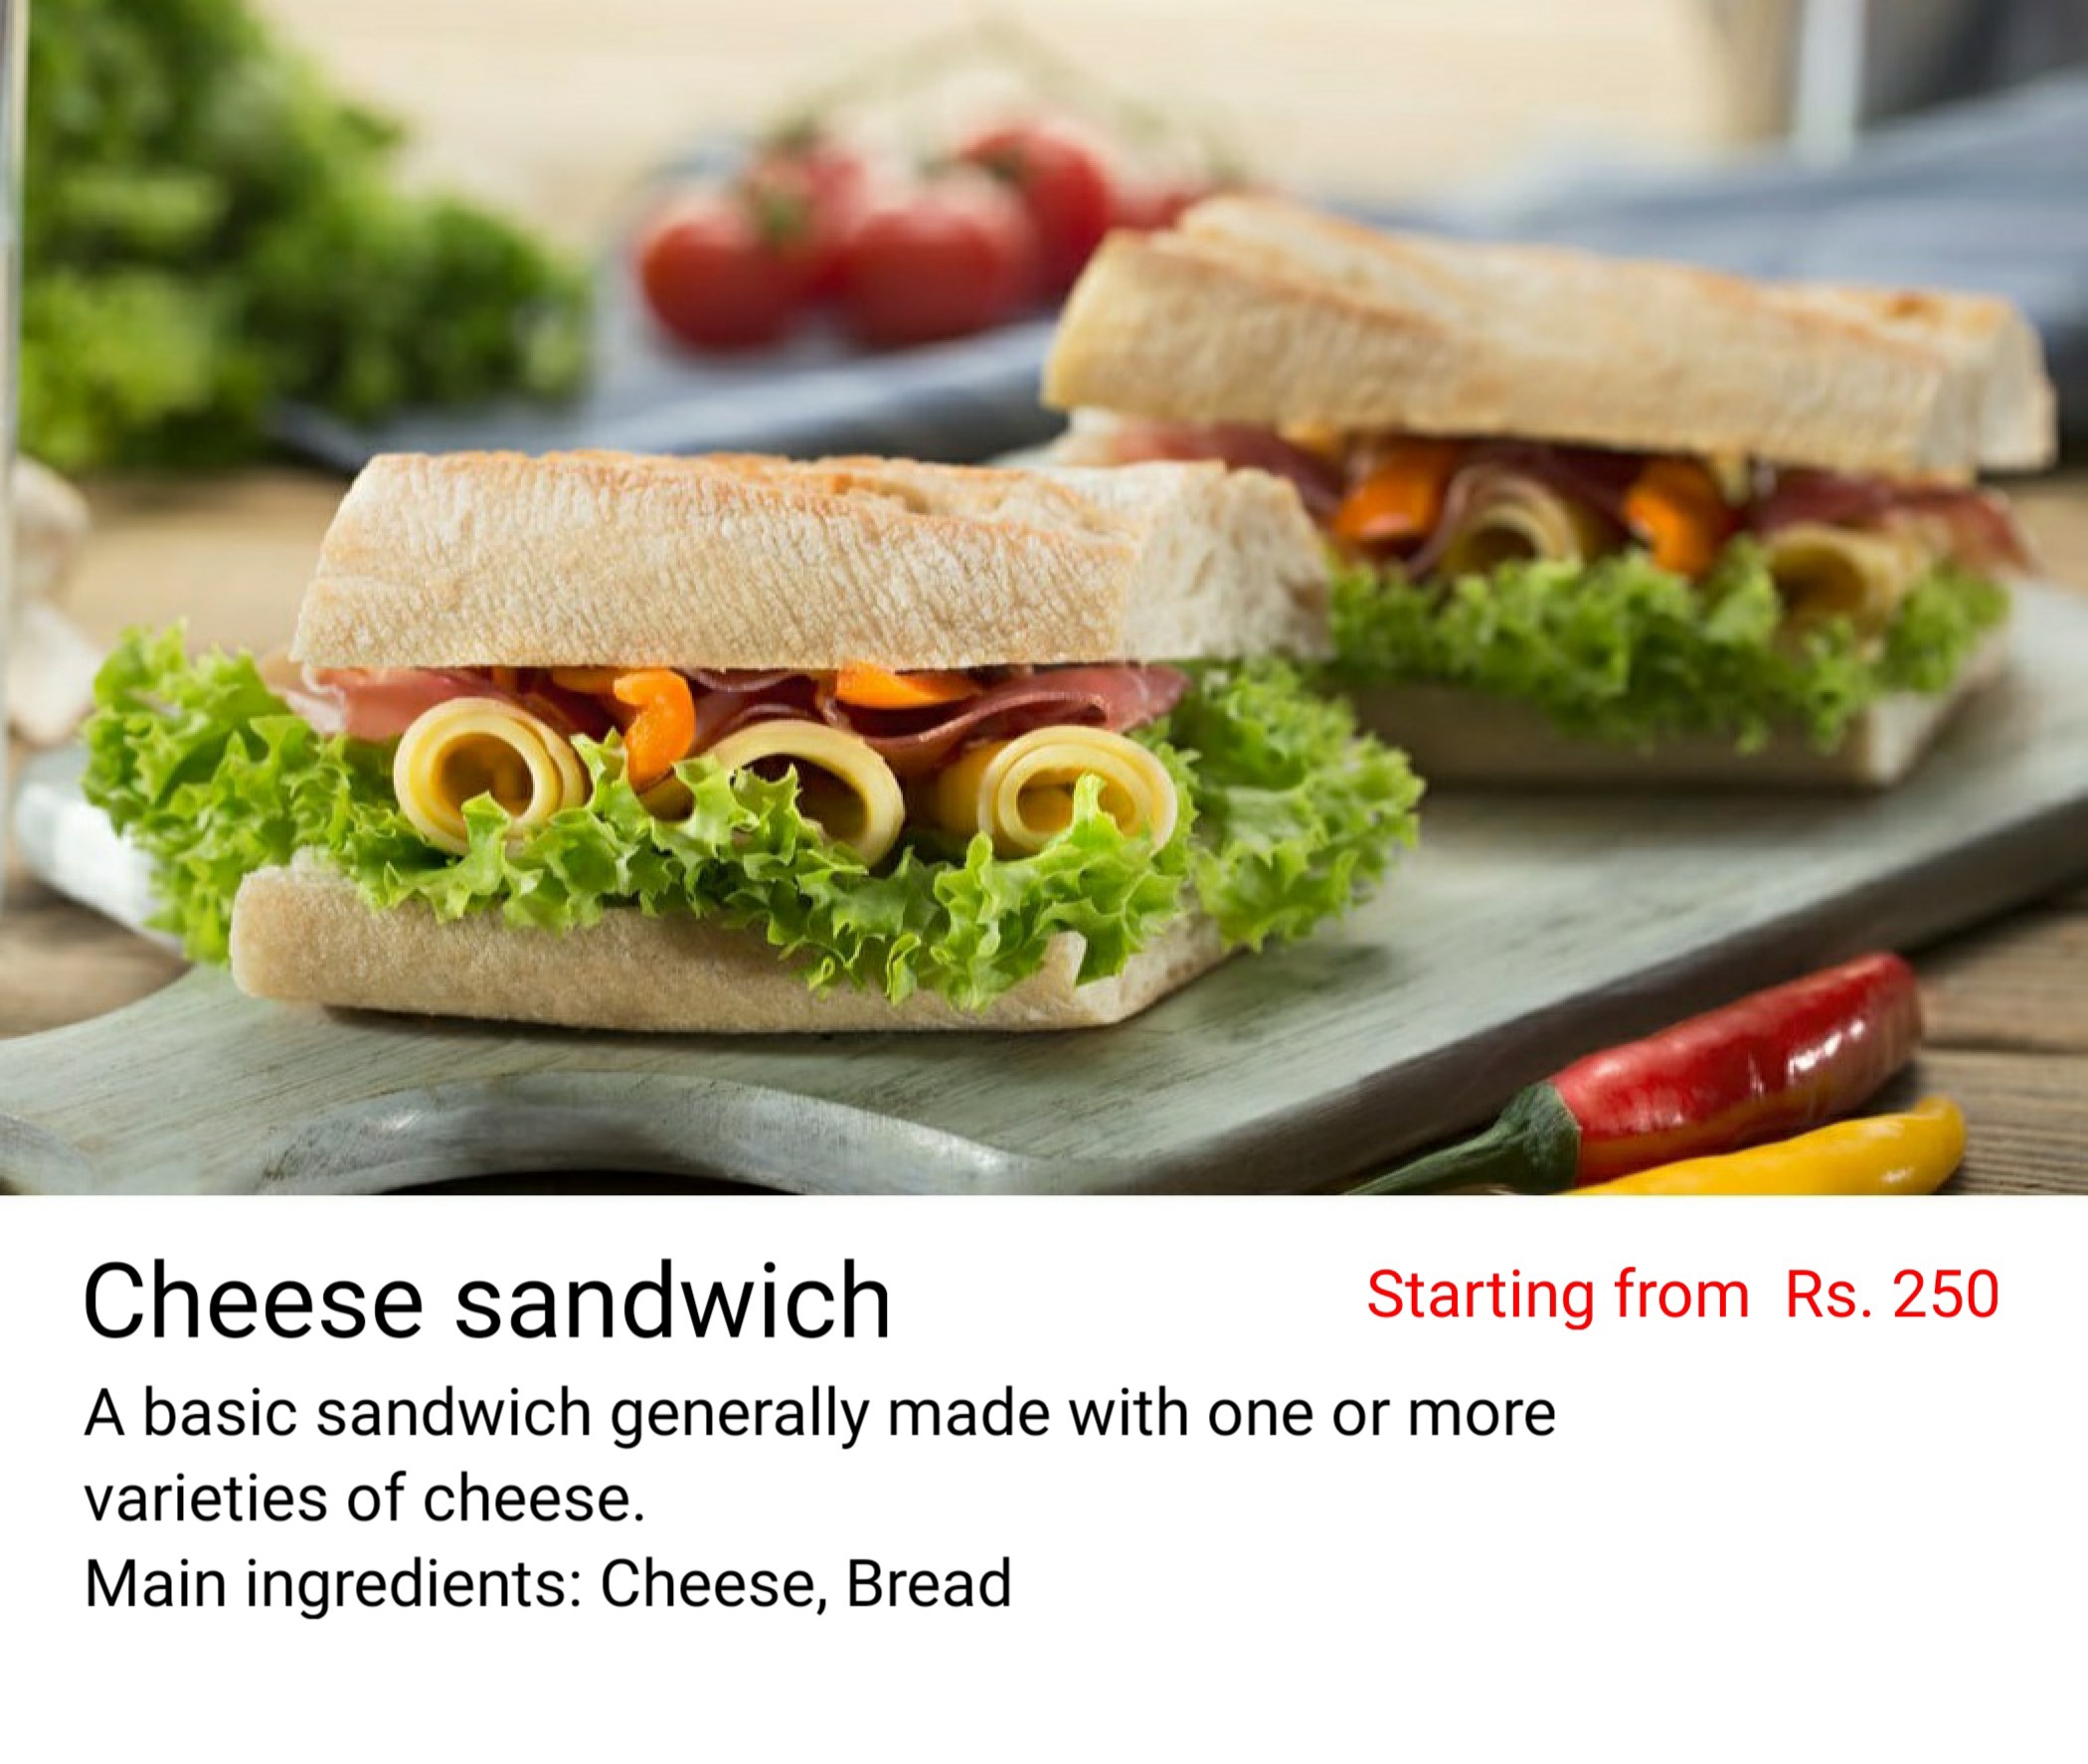 Cheese sandwich
Starting from  Rs. 250
A basic sandwich generally made with one or more
varieties of cheese.
Main ingredients: Cheese, Bread